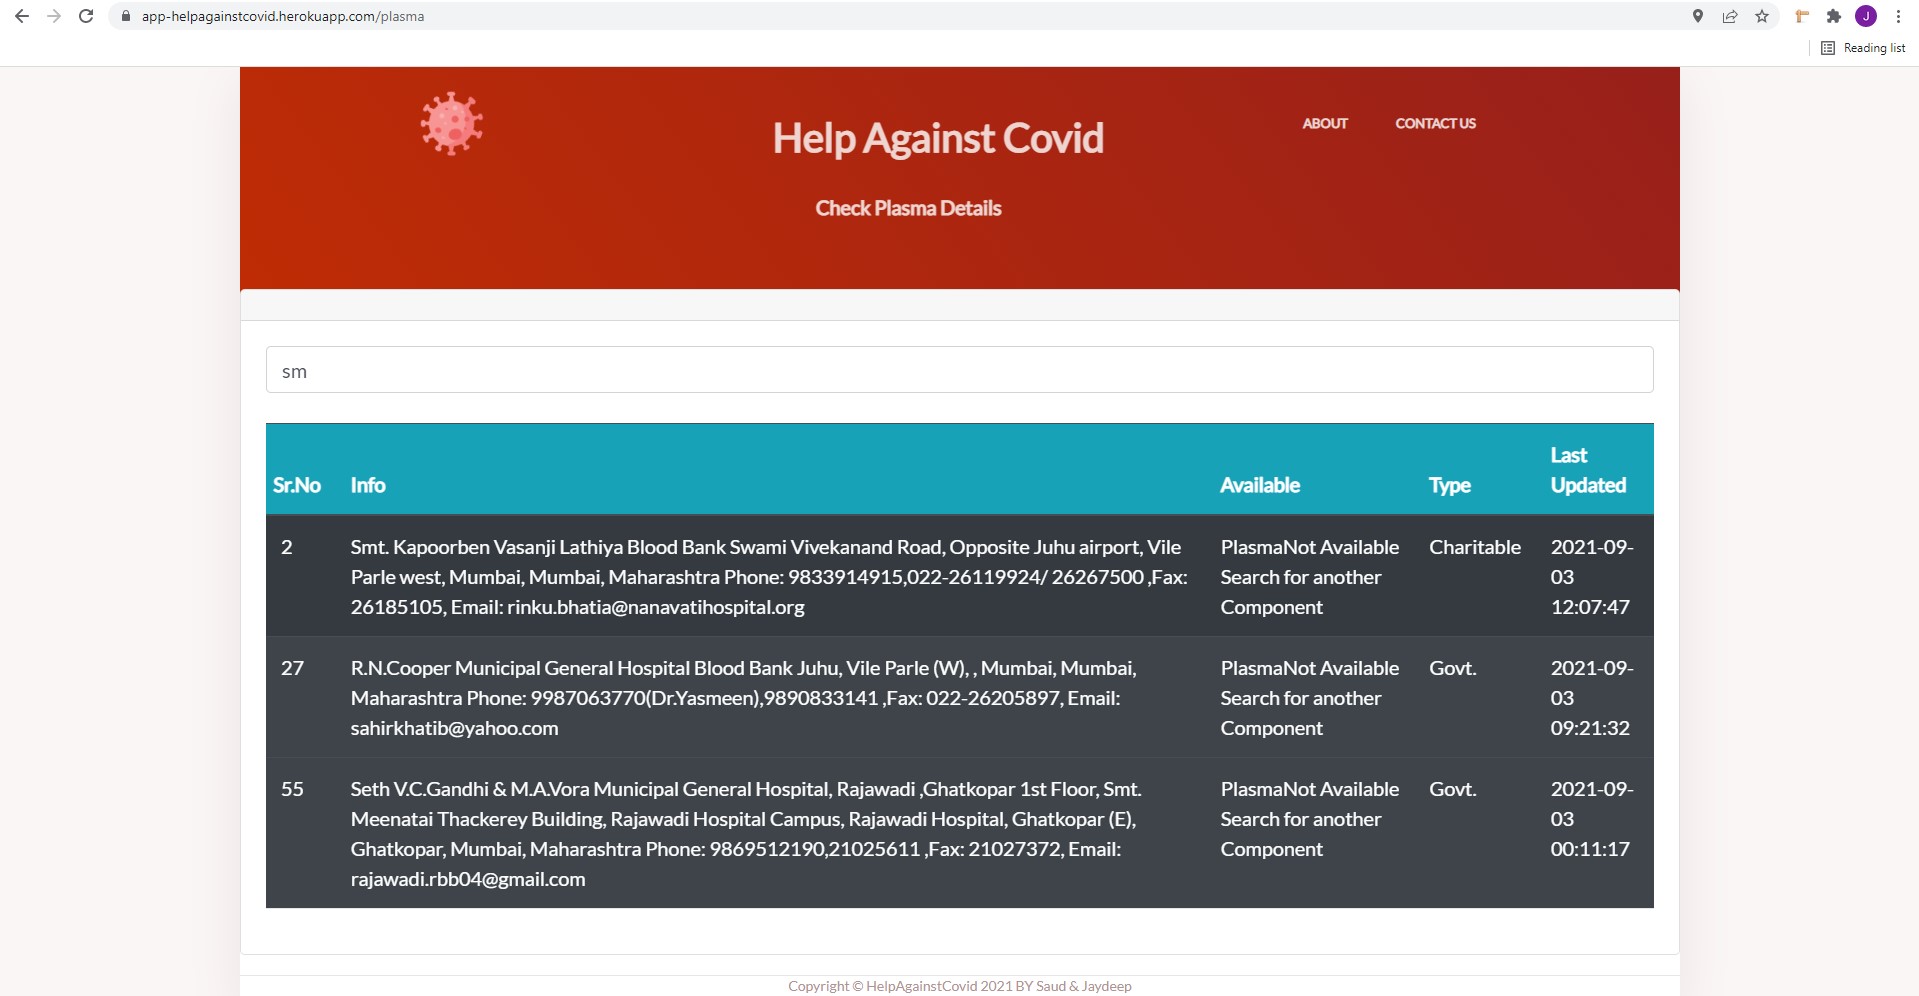 app-helpagainstcovid.herokuapp.com/plasma
J
Reading list
Help Against Covid
ABOUT
CONTACT US
Check Plasma Details
sm
Sr.No Info Available Type Last Updated
2
Smt. Kapoorben Vasanji Lathiya Blood Bank Swami Vivekanand Road, Opposite Juhu airport, Vile
Parle west, Mumbai, Mumbai, Maharashtra Phone: 9833914915,022-26119924/ 26267500 ,Fax:
26185105, Email: rinku.bhatia@nanavatihospital.org
PlasmaNot Available
Search for another
Component
Charitable
2021-09-
03
12:07:47
27
R.N.Cooper Municipal General Hospital Blood Bank Juhu, Vile Parle (W), , Mumbai, Mumbai,
Maharashtra Phone: 9987063770(Dr.Yasmeen),9890833141 ,Fax: 022-26205897, Email:
sahirkhatib@yahoo.com
PlasmaNot Available
Search for another
Component
Govt.
2021-09-
03
09:21:32
55
Seth V.C.Gandhi & M.A.Vora Municipal General Hospital, Rajawadi ,Ghatkopar 1st Floor, Smt.
Meenatai Thackerey Building, Rajawadi Hospital Campus, Rajawadi Hospital, Ghatkopar (E),
Ghatkopar, Mumbai, Maharashtra Phone: 9869512190,21025611 ,Fax: 21027372, Email:
rajawadi.rbb04@gmail.com
PlasmaNot Available
Search for another
Component
Govt.
2021-09-
03
00:11:17
Copyright © HelpAgainstCovid 2021 BY Saud & Jaydeep